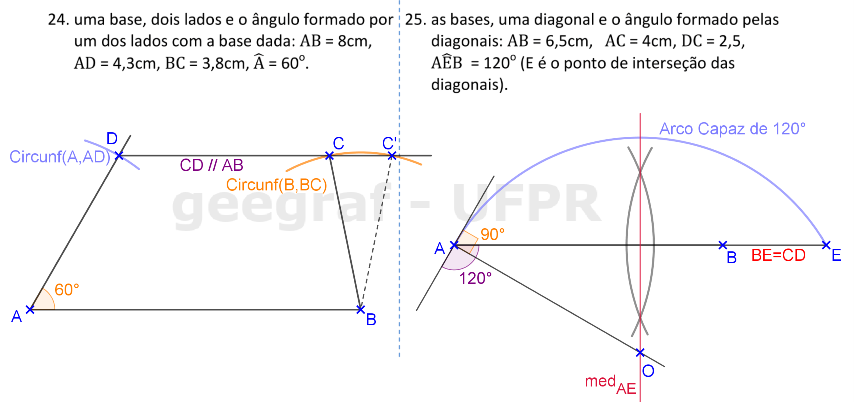 24. uma base, dois lados e o ângulo formado por
um dos lados com a base dada: AB = 8cm,
AD = 4,3cm, BC = 3,8cm, Â = 60°.
D
C
C'
Circunf(A,AD)
CD // AB
Circunf(B,BC)
60°
A
B
25. as bases, uma diagonal e o ângulo formado pelas
diagonais: AB = 6,5cm, AC = 4cm, DC = 2,5,
AÊB = 120° (E é o ponto de interseção das
diagonais).
Arco Capaz de 120°
90°
A
B
E
BE=CD
120°
O
med AE
geegraf - UFPR